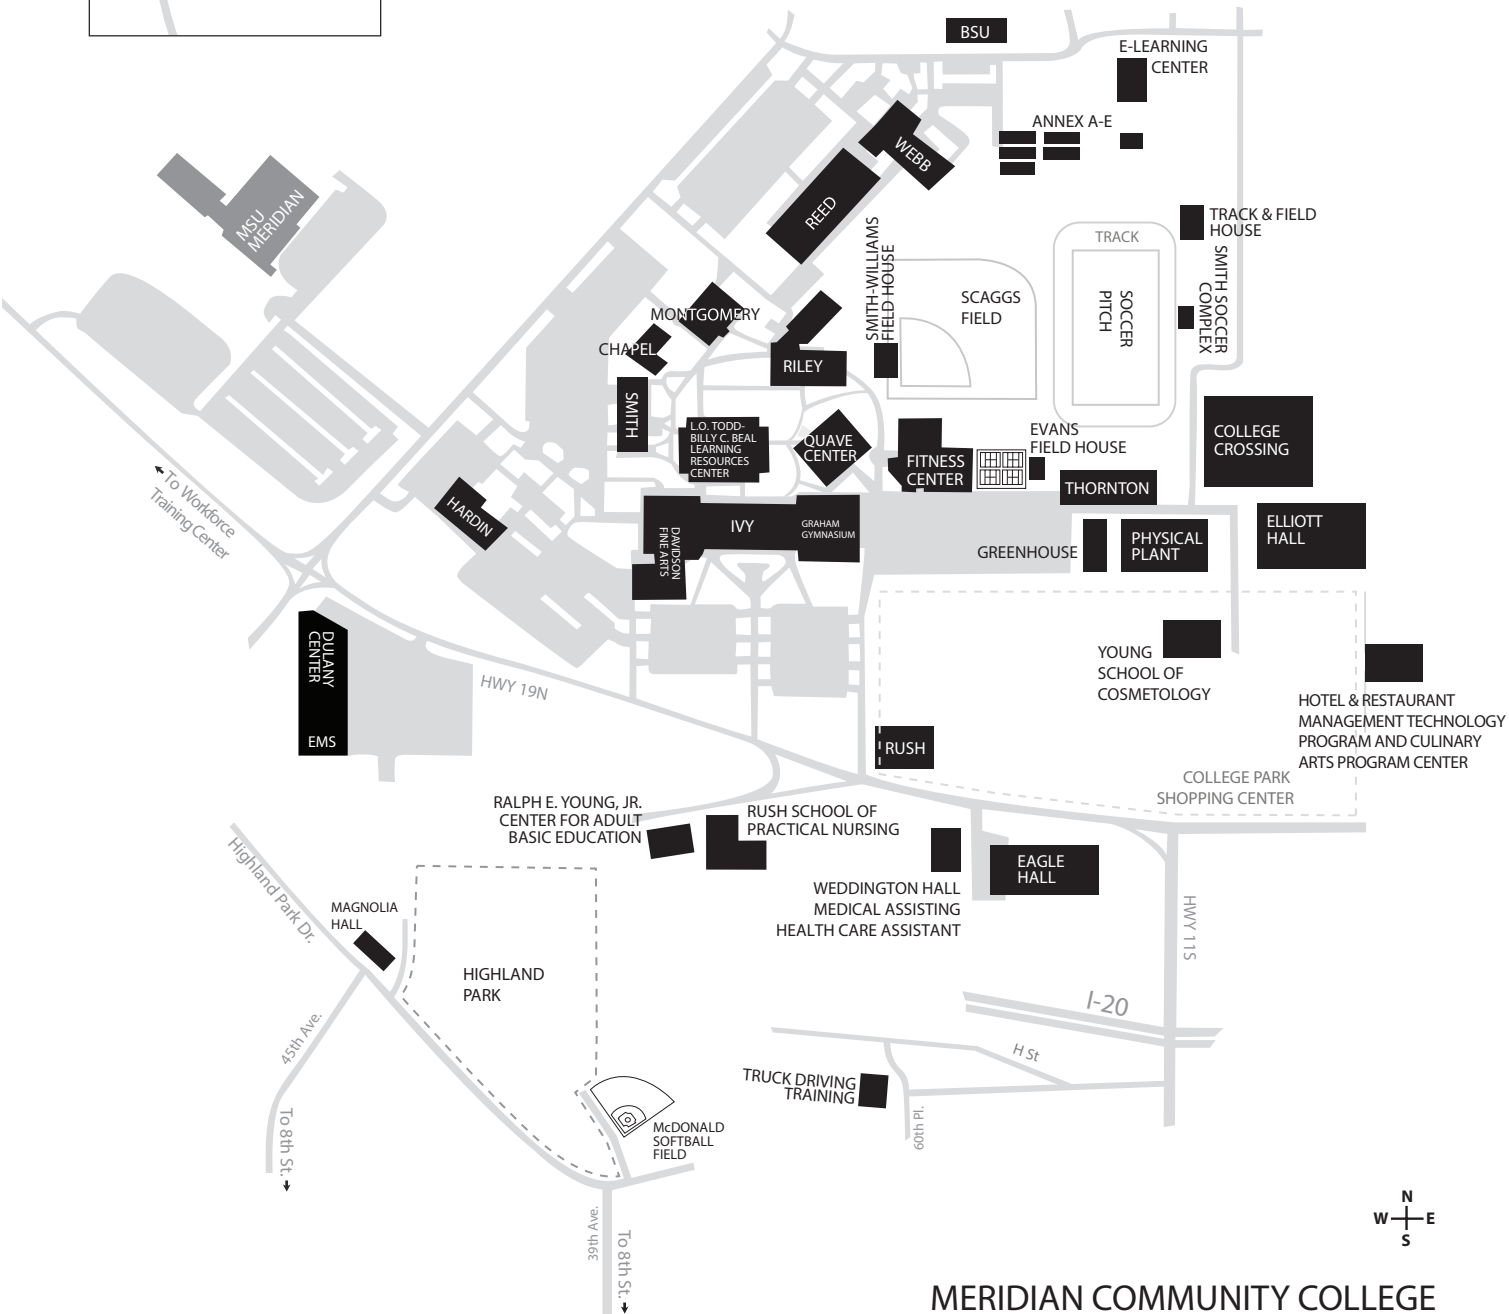 BSU
E-LEARNING
CENTER
ANNEX A-E
WEBB
REED
MSU
MERIDIAN
TRACK & FIELD
HOUSE
TRACK
SMITH-WILLIAMS
FIELD HOUSE
SCAGGS
FIELD
SOCCER
PITCH
SMITH SOCCER
COMPLEX
MONTGOMERY
CHAPEL
RILEY
SMITH
L.O. TODD-
BILLY C. BEAL
LEARNING
RESOURCES
CENTER
QUAVE
CENTER
FITNESS
CENTER
EVANS
FIELD HOUSE
COLLEGE
CROSSING
THORNTON
To Workforce
Training Center
HARDIN
DAVIDSON
FINE ARTS
IVY
GRAHAM
GYMNASIUM
GREENHOUSE
PHYSICAL
PLANT
ELLIOTT
HALL
DULANY
CENTER
EMS
HWY 19N
YOUNG
SCHOOL OF
COSMETOLOGY
HOTEL & RESTAURANT
MANAGEMENT TECHNOLOGY
PROGRAM AND CULINARY
ARTS PROGRAM CENTER
RUSH
COLLEGE PARK
SHOPPING CENTER
RALPH E. YOUNG, JR.
CENTER FOR ADULT
BASIC EDUCATION
RUSH SCHOOL OF
PRACTICAL NURSING
WEDDINGTON HALL
MEDICAL ASSISTING
HEALTH CARE ASSISTANT
EAGLE
HALL
Highland Park Dr.
MAGNOLIA
HALL
HIGHLAND
PARK
HWY 11S
I-20
H St
45th Ave.
TRUCK DRIVING
TRAINING
60th Pl.
To 8th St.
McDONALD
SOFTBALL
FIELD
39th Ave.
To 8th St.
N
W E
S
MERIDIAN COMMUNITY COLLEGE